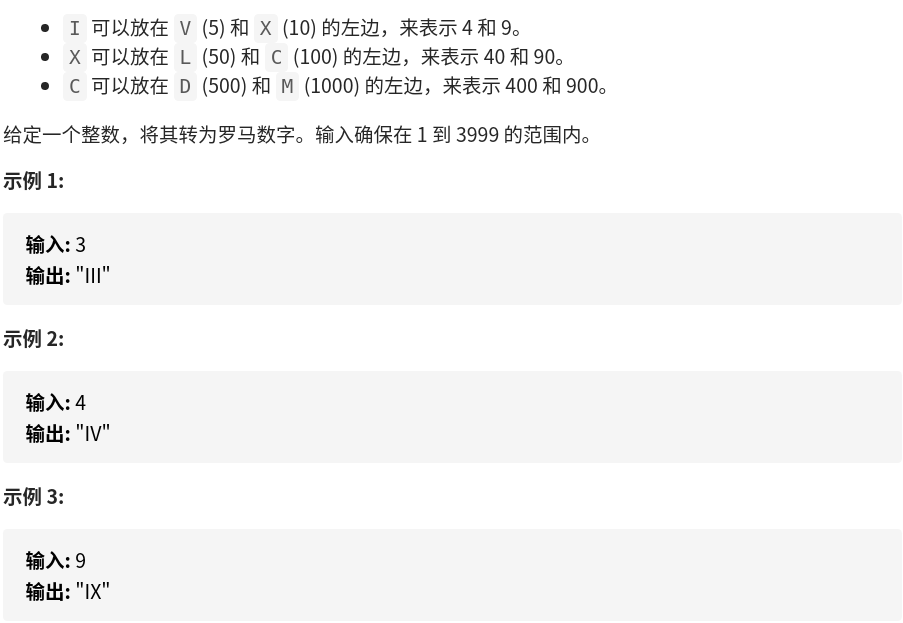 I 可以放在 V (5) 和 X (10) 的左边，来表示 4 和 9。
X 可以放在 L (50) 和 C (100) 的左边，来表示 40 和 90。
C 可以放在 D (500) 和 M (1000) 的左边，来表示 400 和 900。
给定一个整数，将其转为罗马数字。输入确保在 1 到 3999 的范围内。
示例 1:
输入: 3
输出: "III"
示例 2:
输入: 4
输出: "IV"
示例 3:
输入: 9
输出: "IX"